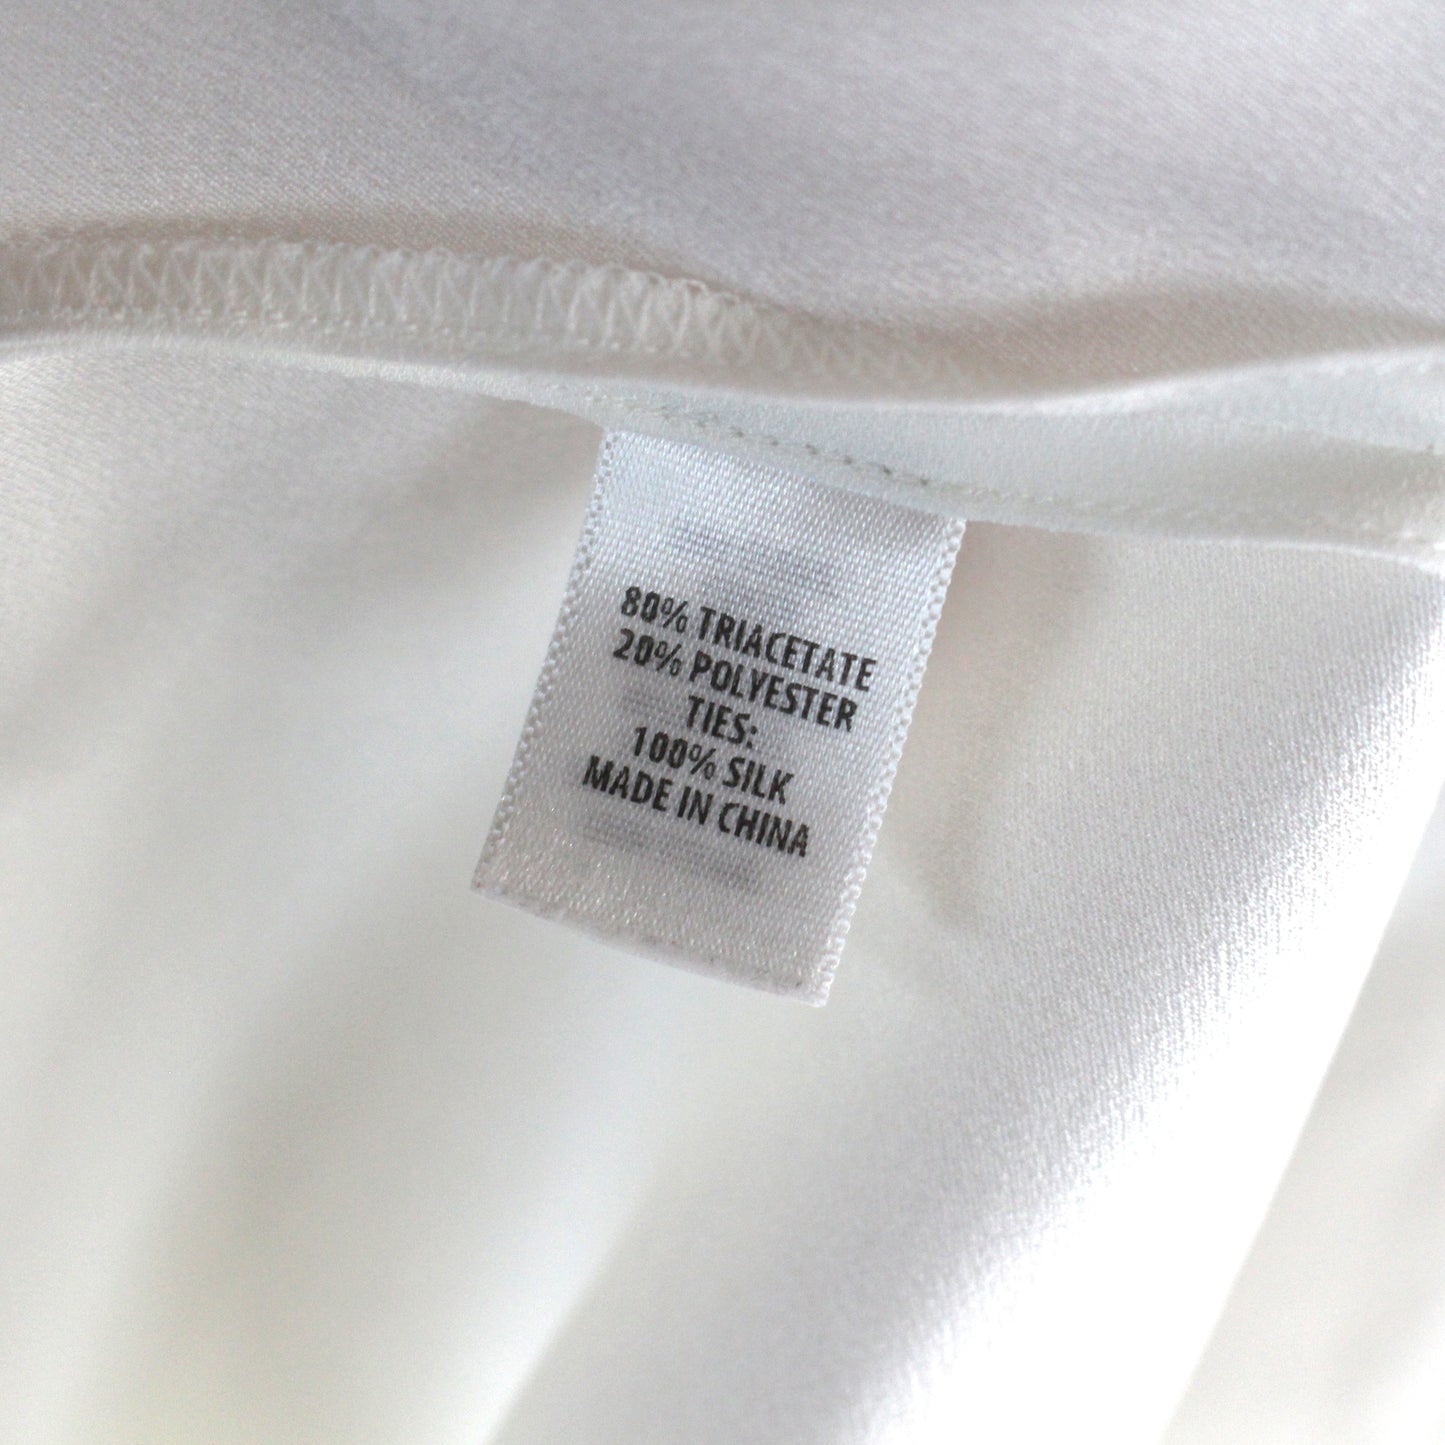 80% TRIACETATE
20% POLYESTER
TIES:
100% SILK
MADE IN CHINA